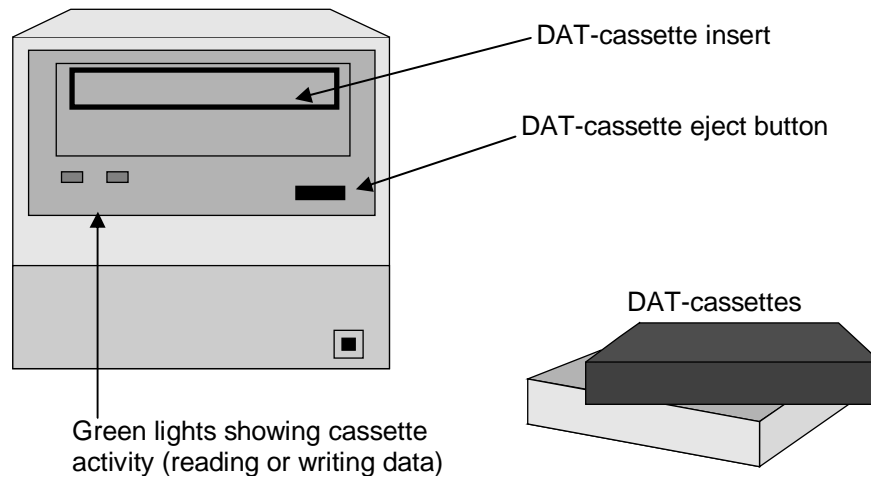 DAT-cassette insert
DAT-cassette eject button
DAT-cassettes
Green lights showing cassette
activity (reading or writing data)